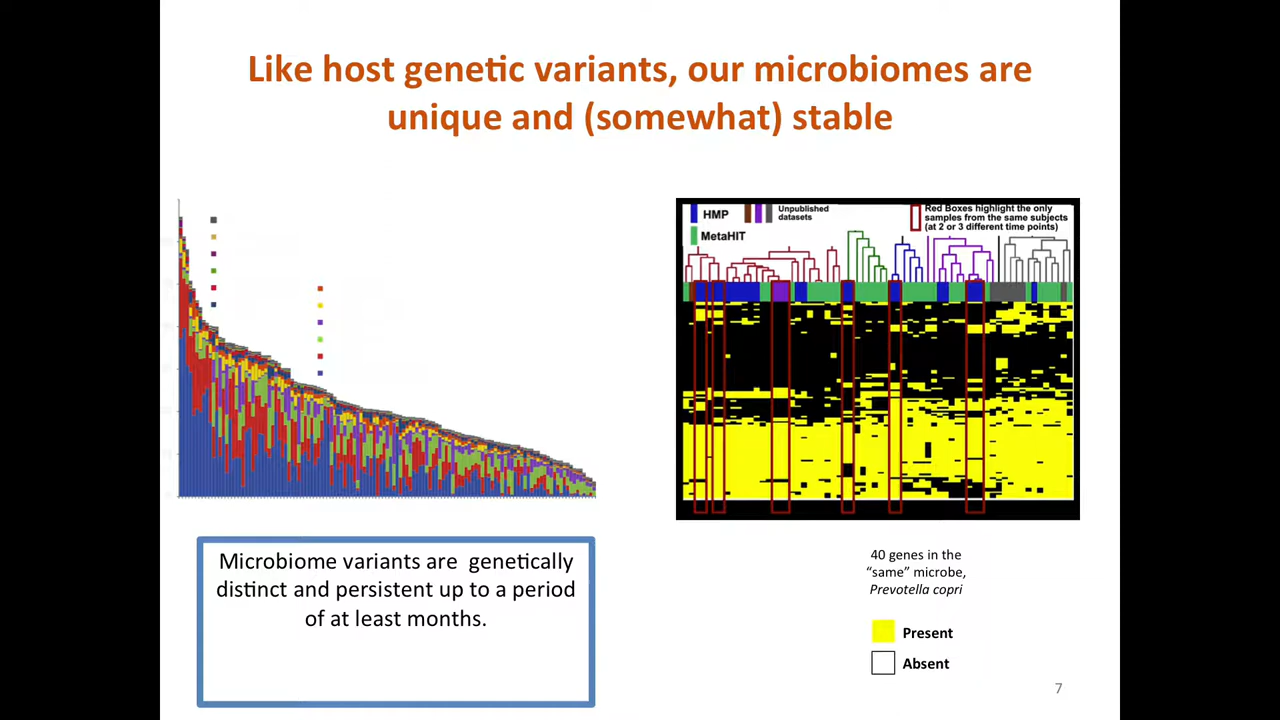 Like host genetic variants, our microbiomes are
unique and (somewhat) stable
HMP
MetaHIT
Unpublished
datasets
Red Boxes highlight the only
samples from the same subjects
(at 2 or 3 different time points)
Microbiome variants are genetically
distinct and persistent up to a period
of at least months.
40 genes in the
“same” microbe,
Prevotella copri
Present
Absent
7